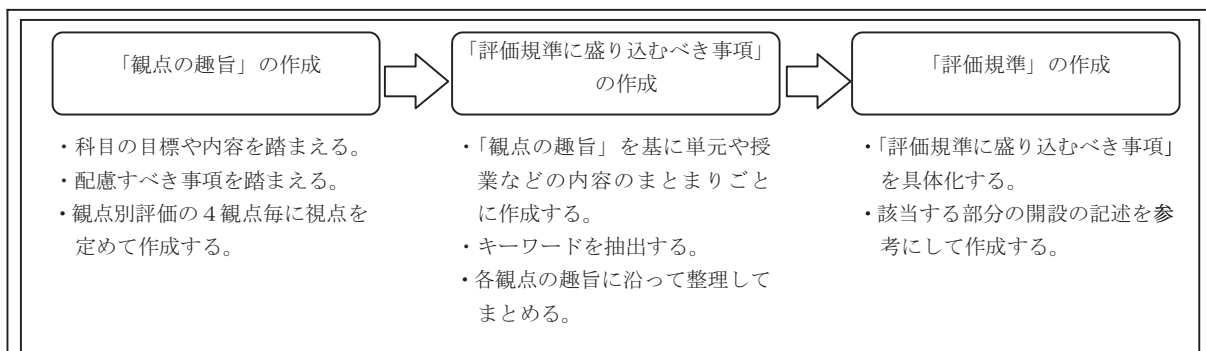 「観点の趣旨」の作成
・科目の目標や内容を踏まえる。
・配慮すべき事項を踏まえる。
・観点別評価の４観点毎に視点を
定めて作成する。
「評価規準に盛り込むべき事項」
の作成
・「観点の趣旨」を基に単元や授
業などの内容のまとまりごと
に作成する。
・キーワードを抽出する。
・各観点の趣旨に沿って整理して
まとめる。
「評価規準」の作成
・「評価規準に盛り込むべき事項」
を具体化する。
・該当する部分の開設の記述を参
考にして作成する。